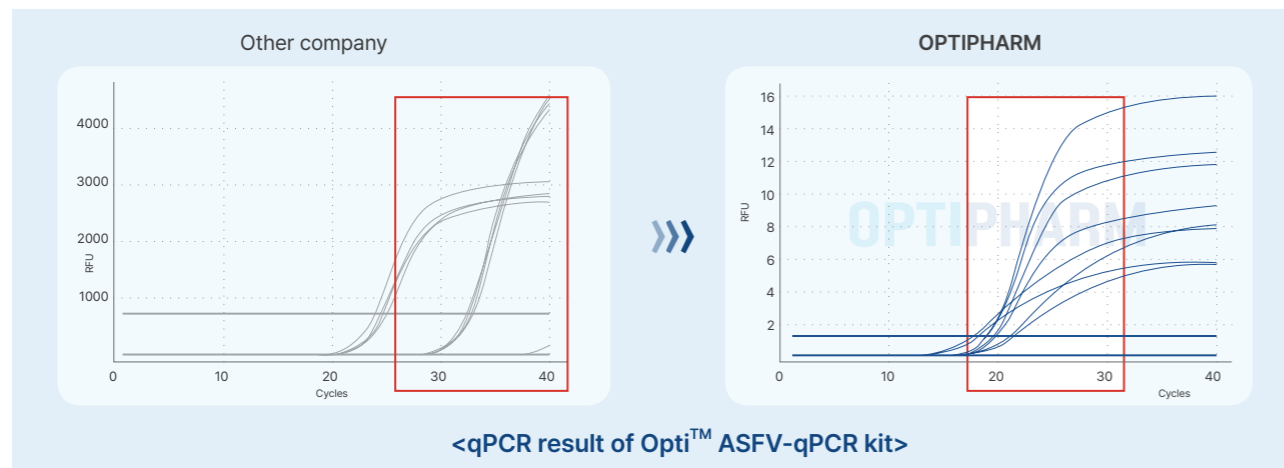 Other company
OPTIPHARM
4000
3000
2000
1000
RFU
0
10
20
30
40
Cycles
16
14
12
10
8
6
4
2
RFU
OPTIPHARM
0
10
20
30
40
Cycles
<qPCR result of Opti™ ASFV-qPCR kit>